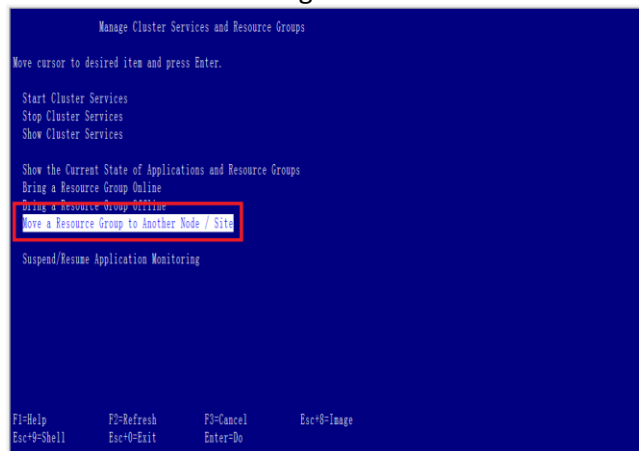 Manage Cluster Services and Resource Groups
Move cursor to desired item and press Enter.
Start Cluster Services
Stop Cluster Services
Show Cluster Services
Show the Current State of Applications and Resource Groups
Bring a Resource Group Online
Bring a Resource Group Offline
Move a Resource Group to Another Node / Site
Suspend/Resume Application Monitoring
F1=Help F2=Refresh F3=Cancel Esc+8=Image
Esc+9=Shell Esc+0=Exit Enter=Do